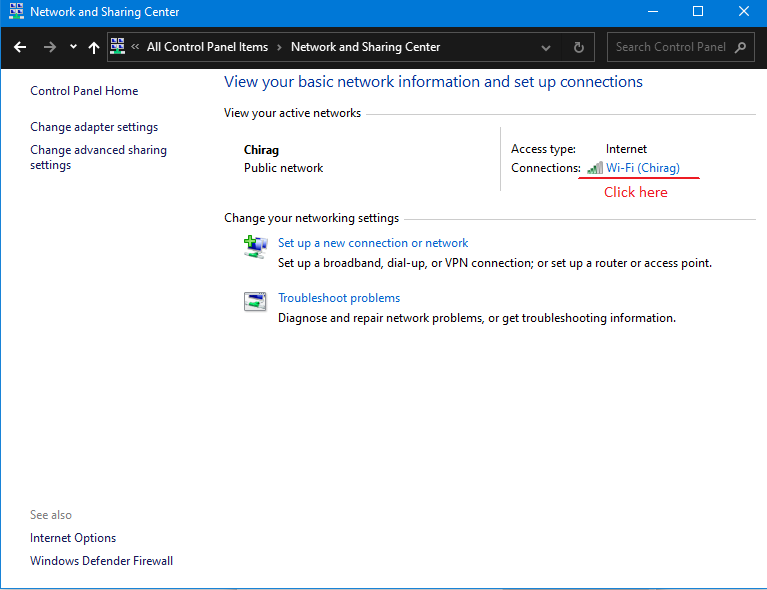 Network and Sharing Center
« All Control Panel Items > Network and Sharing Center
Search Control Panel
Control Panel Home
Change adapter settings
Change advanced sharing
settings
View your basic network information and set up connections
View your active networks
Chirag
Public network
Access type: Internet
Connections: Wi-Fi (Chirag)
Click here
Change your networking settings
Set up a new connection or network
Set up a broadband, dial-up, or VPN connection; or set up a router or access point.
Troubleshoot problems
Diagnose and repair network problems, or get troubleshooting information.
See also
Internet Options
Windows Defender Firewall